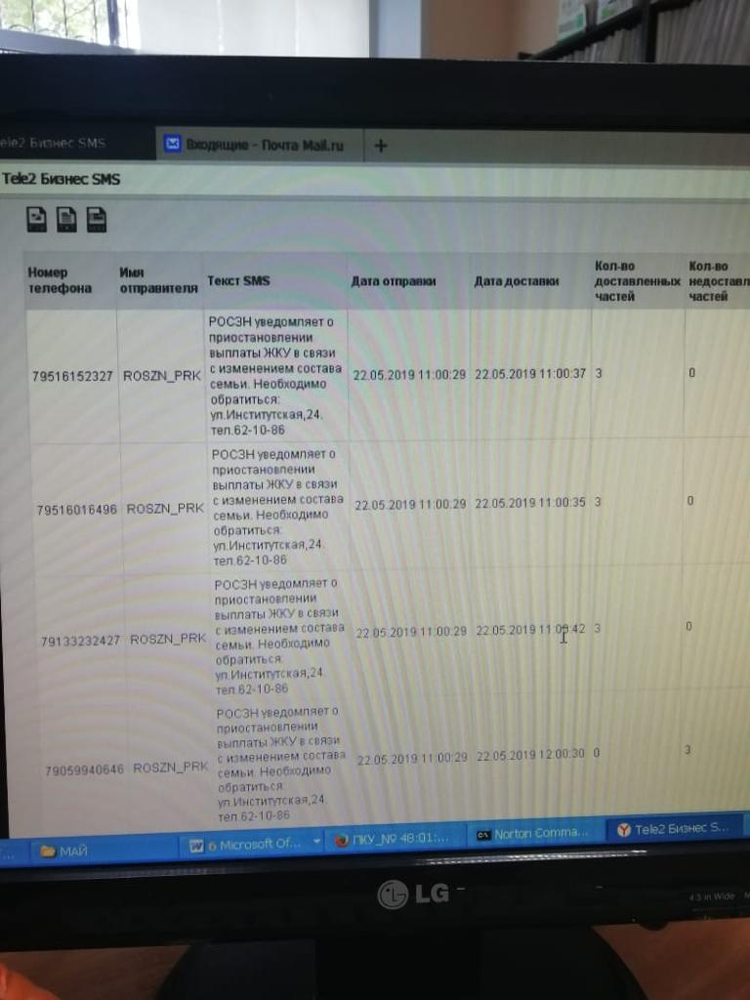 ele2 Бизнес SMS
Входящие - Почта Mail.ru
+
Tele2 Бизнес SMS
Номер телефона
Имя отправителя
Текст SMS
Дата отправки
Дата доставки
Кол-во доставленных частей
Кол-во недоставл частей
79516152327 ROSZN_PRK
РОСЗН уведомляет о
приостановлении
выплаты ЖКУ в связи
с изменением состава
семьи. Необходимо
обратиться:
ул.Институтская,24.
тел.62-10-86
22.05.2019 11:00:29 22.05.2019 11:00:37 3 0
79516016496 ROSZN_PRK
РОСЗН уведомляет о
приостановлении
выплаты ЖКУ в связи
с изменением состава
семьи. Необходимо
обратиться:
ул.Институтская,24.
тел.62-10-86
22.05.2019 11:00:29 22.05.2019 11:00:35 3 0
79133232427 ROSZN_PRK
РОСЗН уведомляет о
приостановлении
выплаты ЖКУ в связи
с изменением состава
семьи. Необходимо
обратиться:
ул.Институтская,24.
тел.62-10-86
22.05.2019 11:00:29 22.05.2019 3 0
79059940646 ROSZN_PRK
РОСЗН уведомляет о
приостановлении
выплаты ЖКУ в связи
с изменением состава
семьи. Необходимо
обратиться:
ул.Институтская,24.
тел.62-10-86
22.05.2019 11:00:29 22.05.2019 12:00:30 0 3
...
МАЙ
6 Microsoft Of...
ПКУ_№ 48:01:...
Norton Comma...
Tele2 Бизнес S...
LG
4:3 in Wide